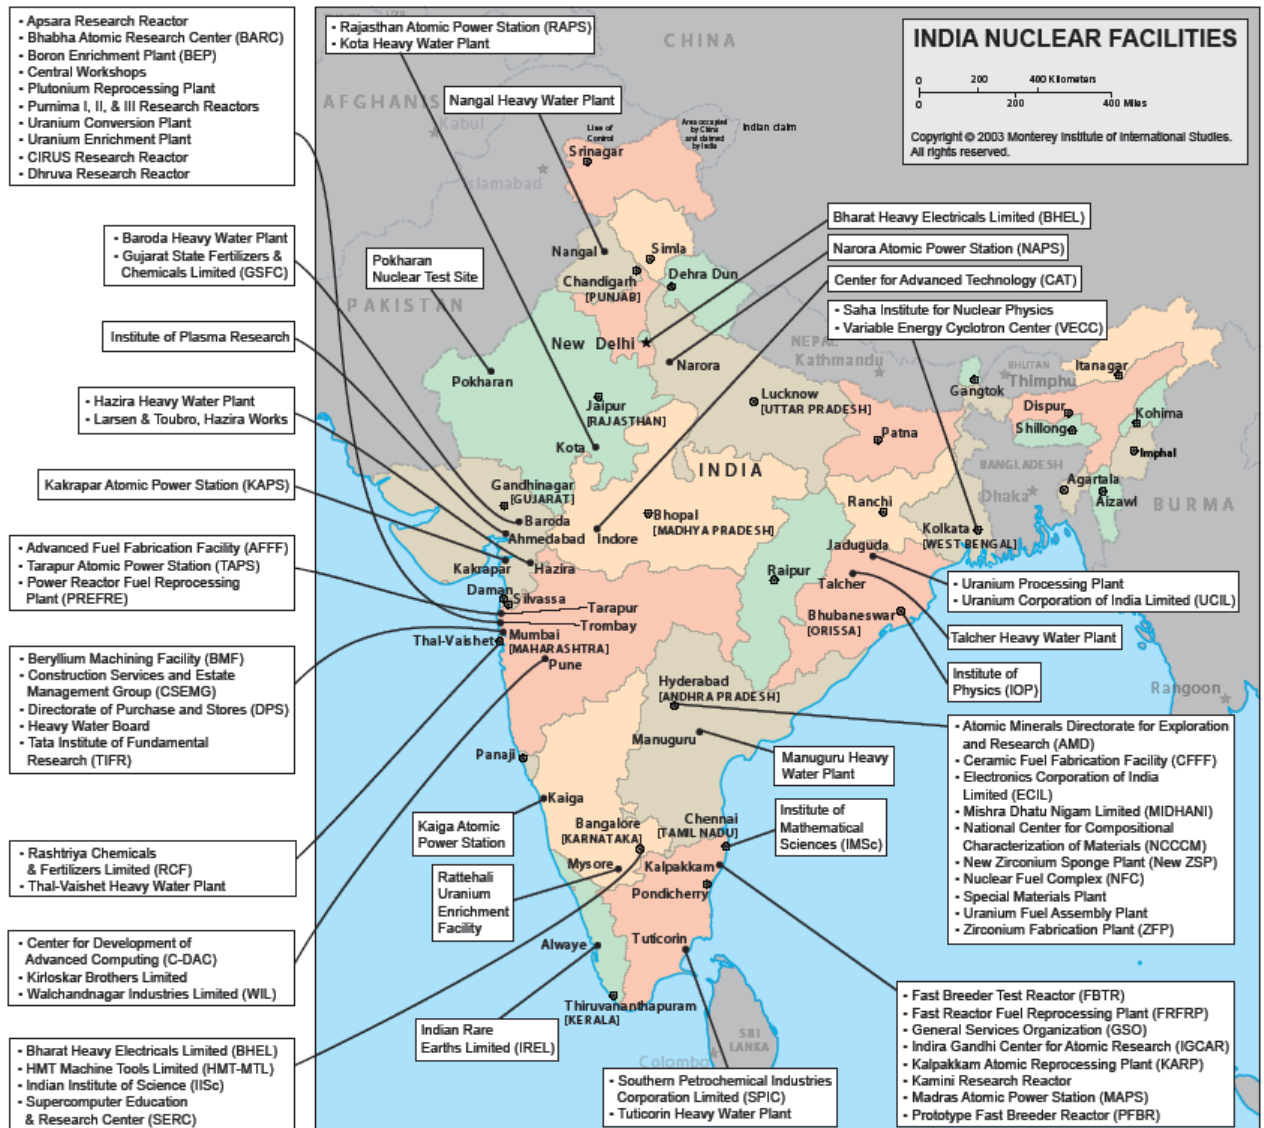 • Apsara Research Reactor
• Bhabha Atomic Research Center (BARC)
• Boron Enrichment Plant (BEP)
• Central Workshops
• Plutonium Reprocessing Plant
• Purnima I, II, & III Research Reactors
• Uranium Conversion Plant
• Uranium Enrichment Plant
• CIRUS Research Reactor
• Dhruva Research Reactor
• Baroda Heavy Water Plant
• Gujarat State Fertilizers &
Chemicals Limited (GSFC)
Institute of Plasma Research
• Hazira Heavy Water Plant
• Larsen & Toubro, Hazira Works
Kakrapar Atomic Power Station (KAPS)
• Advanced Fuel Fabrication Facility (AFFF)
• Tarapur Atomic Power Station (TAPS)
• Power Reactor Fuel Reprocessing
Plant (PREFRE)
• Beryllium Machining Facility (BMF)
• Construction Services and Estate
Management Group (CSEMG)
• Directorate of Purchase and Stores (DPS)
• Heavy Water Board
• Tata Institute of Fundamental
Research (TIFR)
• Rashtriya Chemicals
& Fertilizers Limited (RCF)
• Thal-Vaishet Heavy Water Plant
• Center for Development of
Advanced Computing (C-DAC)
• Kirloskar Brothers Limited
• Walchandnagar Industries Limited (WIL)
• Bharat Heavy Electricals Limited (BHEL)
• HMT Machine Tools Limited (HMT-MTL)
• Indian Institute of Science (IISc)
• Supercomputer Education
& Research Center (SERC)
• Rajasthan Atomic Power Station (RAPS)
• Kota Heavy Water Plant
Nangal Heavy Water Plant
Pokharan
Nuclear Test Site
INDIA NUCLEAR FACILITIES
0 200 400 Kilometers
0 200 400 Miles
Copyright © 2003 Monterey Institute of International Studies.
All rights reserved.
CHINA
AFGHANIS
Kabul
Islamabad
PAKISTAN
Line of
Control
Area occupied
by China
and claimed
by India
Indian claim
Srinagar
Nangal
Simla
Chandigarh
[PUNJAB]
Dehra Dun
New Delhi
Narora
Pokharan
Jaipur
[RAJASTHAN]
Kota
Lucknow
[UTTAR PRADESH]
NEPAL
Kathmandu
Gangtok
BHUTAN
Thimphu
Itanagar
Dispur
Shillong
Kohima
Imphal
Agartala
Aizawl
BANGLADESH
Dhaka
BURMA
Rangoon
Patna
INDIA
Gandhinagar
[GUJARAT]
Baroda
Ahmedabad
Indore
Bhopal
[MADHYA PRADESH]
Ranchi
Kolkata
[WEST BENGAL]
Jaduguda
Talcher
Raipur
Bhubaneswar
[ORISSA]
Kakrapar
Hazira
Daman
Silvassa
Tarapur
Trombay
Thal-Vaishet
Mumbai
[MAHARASHTRA]
Pune
Hyderabad
[ANDHRA PRADESH]
Manuguru
Panaji
Kaiga
Bangalore
[KARNATAKA]
Chennai
[TAMIL NADU]
Mysore
Kalpakkam
Pondicherry
Alwaye
Tuticorin
Thiruvananthapuram
[KERALA]
SRI
LANKA
Colombo
Bharat Heavy Electricals Limited (BHEL)
Narora Atomic Power Station (NAPS)
Center for Advanced Technology (CAT)
• Saha Institute for Nuclear Physics
• Variable Energy Cyclotron Center (VECC)
• Uranium Processing Plant
• Uranium Corporation of India Limited (UCIL)
Talcher Heavy Water Plant
Institute of
Physics (IOP)
• Atomic Minerals Directorate for Exploration
and Research (AMD)
• Ceramic Fuel Fabrication Facility (CFFF)
• Electronics Corporation of India
Limited (ECIL)
• Mishra Dhatu Nigam Limited (MIDHANI)
• National Center for Compositional
Characterization of Materials (NCCCM)
• New Zirconium Sponge Plant (New ZSP)
• Nuclear Fuel Complex (NFC)
• Special Materials Plant
• Uranium Fuel Assembly Plant
• Zirconium Fabrication Plant (ZFP)
Manuguru Heavy
Water Plant
Institute of
Mathematical
Sciences (IMSc)
Kaiga Atomic
Power Station
Rattehali
Uranium
Enrichment
Facility
Indian Rare
Earths Limited (IREL)
• Southern Petrochemical Industries
Corporation Limited (SPIC)
• Tuticorin Heavy Water Plant
• Fast Breeder Test Reactor (FBTR)
• Fast Reactor Fuel Reprocessing Plant (FRFRP)
• General Services Organization (GSO)
• Indira Gandhi Center for Atomic Research (IGCAR)
• Kalpakkam Atomic Reprocessing Plant (KARP)
• Kamini Research Reactor
• Madras Atomic Power Station (MAPS)
• Prototype Fast Breeder Reactor (PFBR)